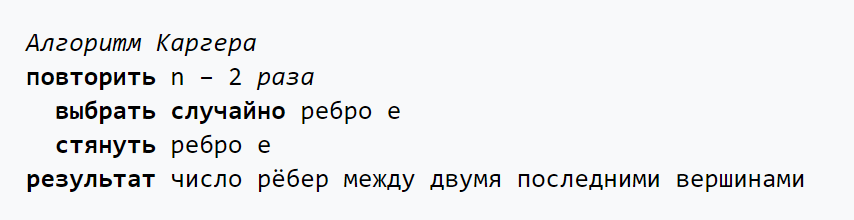 Алгоритм Каргера
повторить n – 2 раза
выбрать случайно ребро e
стянуть ребро e
результат число рёбер между двумя последними вершинами